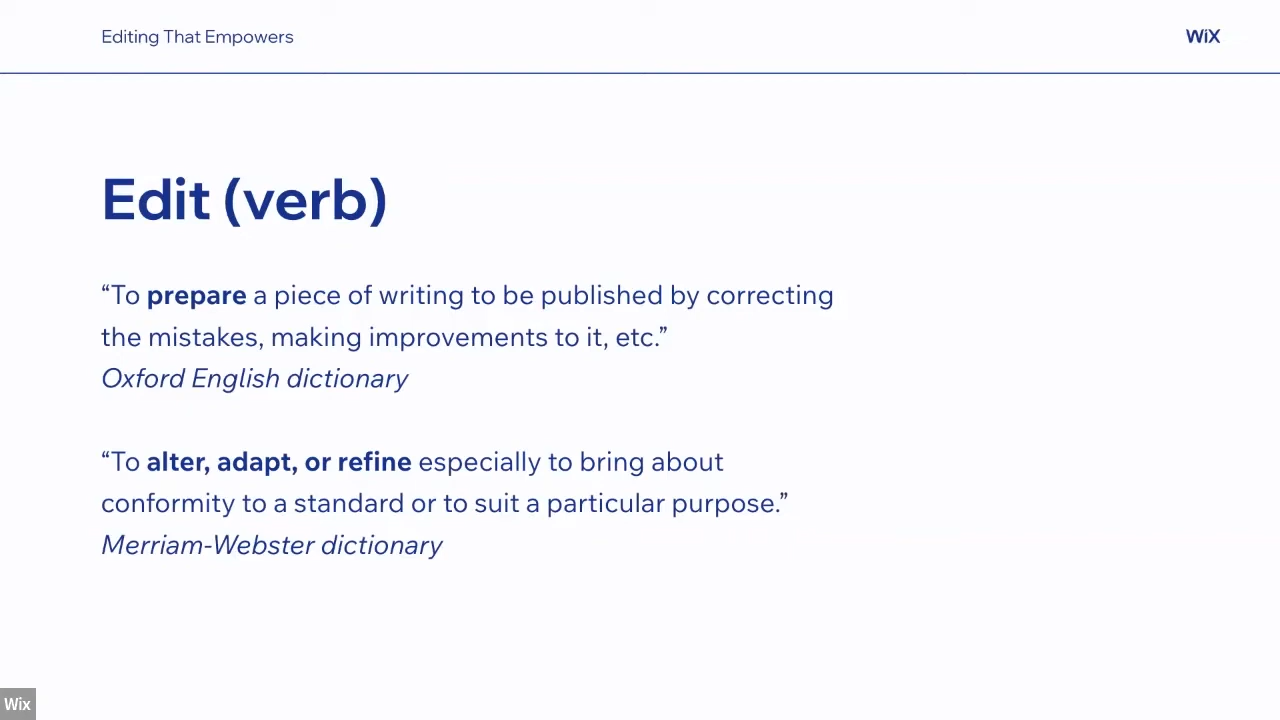 Editing That Empowers
WiX
Edit (verb)
“To prepare a piece of writing to be published by correcting
the mistakes, making improvements to it, etc.”
Oxford English dictionary
“To alter, adapt, or refine especially to bring about
conformity to a standard or to suit a particular purpose.”
Merriam-Webster dictionary
Wix